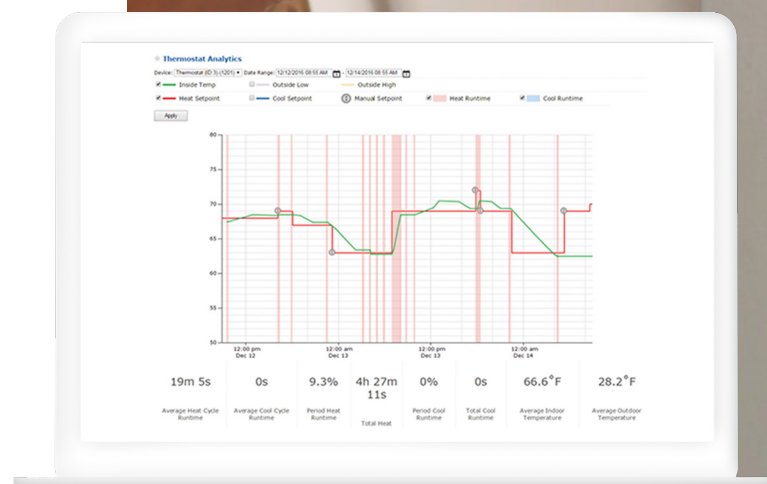 Thermostat Analytics
Device: Thermostat (ID 3) (1201) Date Range: 12/12/2016 08:55 AM - 12/14/2016 08:55 AM
Inside Temp Outside Low Outside High
Heat Setpoint Cool Setpoint Manual Setpoint Heat Runtime Cool Runtime
Apply
80
75
70
65
60
55
50
12:00 pm 12:00 am 12:00 pm 12:00 am
Dec 12 Dec 13 Dec 13 Dec 14
19m 5s 0s 9.3% 4h 27m 0% 0s 66.6°F 28.2°F
11s
Average Heat Cycle Average Cool Cycle Period Heat Period Cool Total Cool Average Indoor Average Outdoor
Runtime Runtime Runtime Total Heat Runtime Runtime Temperature Temperature